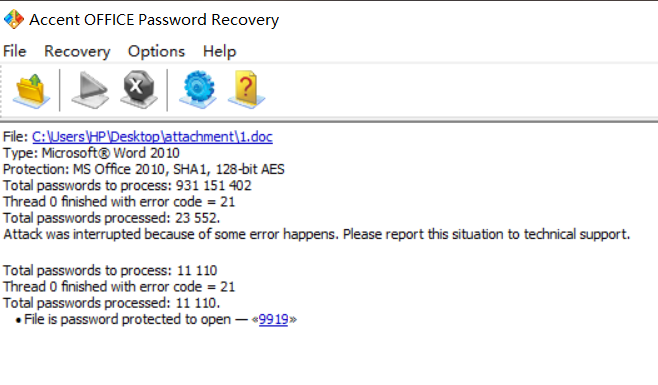 Accent OFFICE Password Recovery
File Recovery Options Help
File: C:\Users\HP\Desktop\attachment\1.doc
Type: Microsoft® Word 2010
Protection: MS Office 2010, SHA1, 128-bit AES
Total passwords to process: 931 151 402
Thread 0 finished with error code = 21
Total passwords processed: 23 552.
Attack was interrupted because of some error happens. Please report this situation to technical support.
Total passwords to process: 11 110
Thread 0 finished with error code = 21
Total passwords processed: 11 110.
• File is password protected to open — «9919»